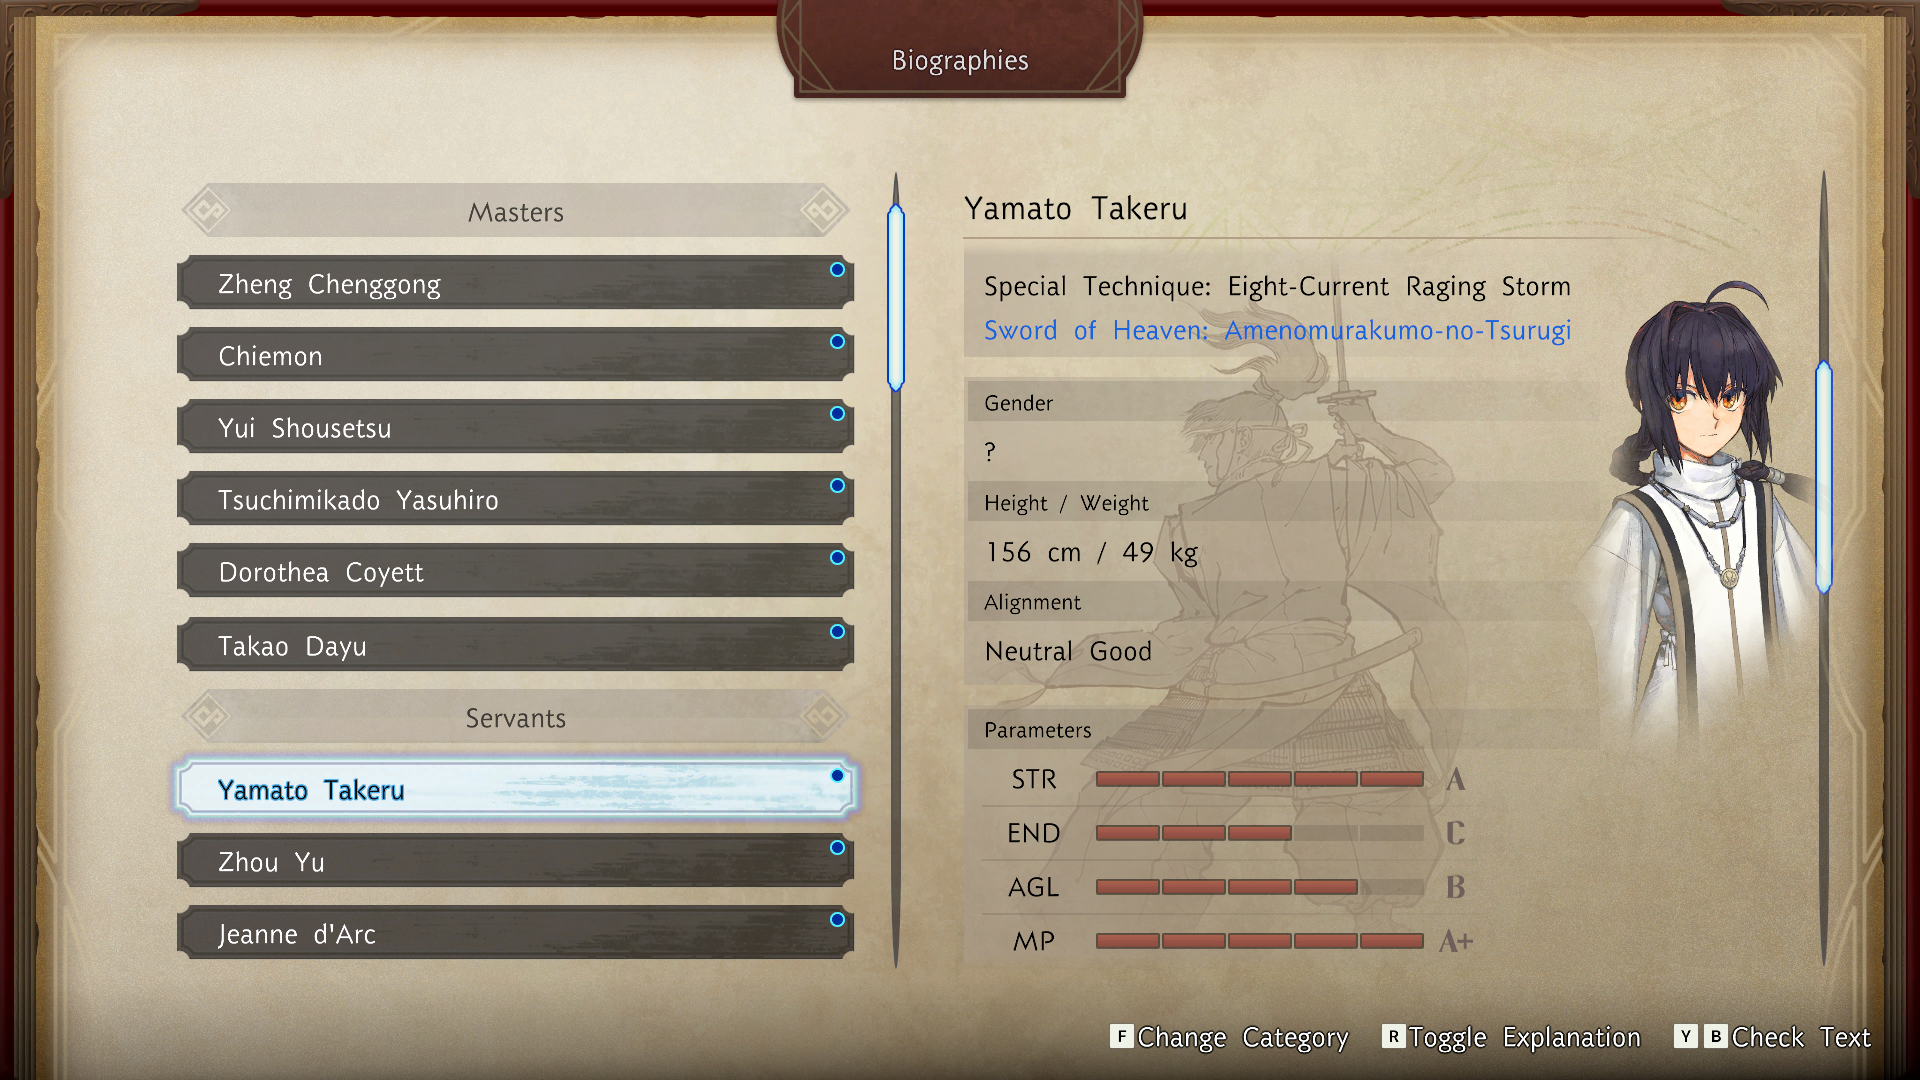 Biographies
Masters
Zheng Chenggong
Chiemon
Yui Shousetsu
Tsuchimikado Yasuhiro
Dorothea Coyett
Takao Dayu
Servants
Yamato Takeru
Zhou Yu
Jeanne d'Arc
Yamato Takeru
Special Technique: Eight-Current Raging Storm
Sword of Heaven: Amenomurakumo-no-Tsurugi
Gender
?
Height / Weight
156 cm / 49 kg
Alignment
Neutral Good
Parameters
STR A
END C
AGL B
MP A+
F Change Category R Toggle Explanation Y B Check Text